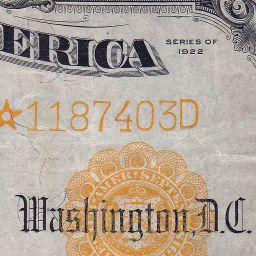 ERICA
SERIES OF
1922
★1187403D
Washington, D.C.